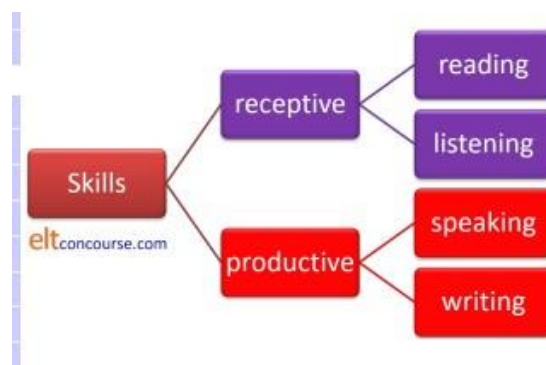 Skills
eltconcourse.com
receptive
reading
listening
productive
speaking
writing